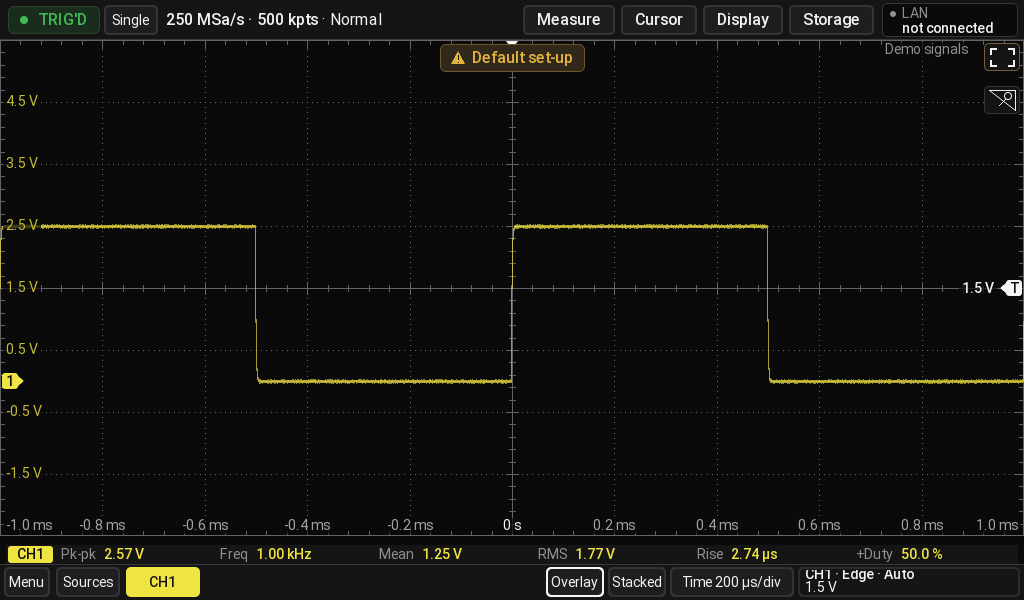 TRIG'D Single 250 MSa/s · 500 kpts · Normal Measure Cursor Display Storage LAN
not connected
Demo signals
Default set-up
4.5 V
3.5 V
2.5 V
1.5 V
1.5 V T
0.5 V
1
-0.5 V
-1.5 V
-1.0 ms -0.8 ms -0.6 ms -0.4 ms -0.2 ms 0 s 0.2 ms 0.4 ms 0.6 ms 0.8 ms 1.0 ms
CH1 Pk-pk 2.57 V Freq 1.00 kHz Mean 1.25 V RMS 1.77 V Rise 2.74 µs +Duty 50.0 %
Menu Sources CH1 Overlay Stacked Time 200 µs/div CH1 · Edge · Auto
1.5 V